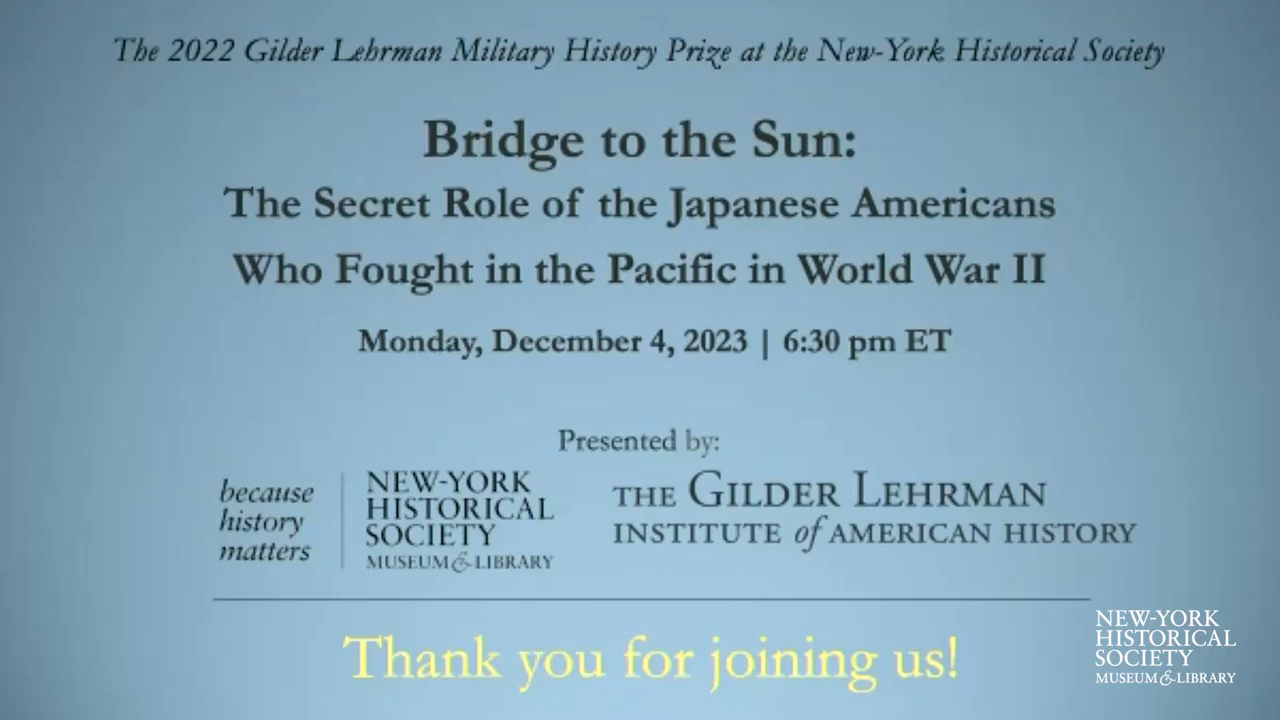 The 2022 Gilder Lehrman Military History Prize at the New-York Historical Society
Bridge to the Sun:
The Secret Role of the Japanese Americans
Who Fought in the Pacific in World War II
Monday, December 4, 2023 | 6:30 pm ET
Presented by:
because
history
matters
NEW-YORK
HISTORICAL
SOCIETY
MUSEUM & LIBRARY
THE GILDER LEHRMAN
INSTITUTE of AMERICAN HISTORY
Thank you for joining us!
NEW-YORK
HISTORICAL
SOCIETY
MUSEUM & LIBRARY